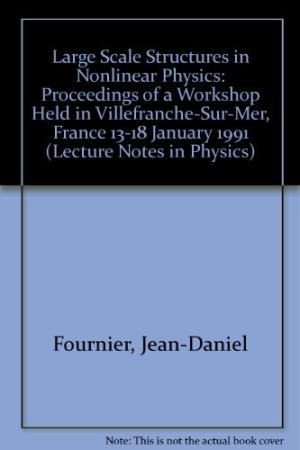 Large Scale Structures in Nonlinear Physics:
Proceedings of a Workshop
Held in Villefranche-Sur-Mer,
France 13-18 January 1991
(Lecture Notes in Physics)
Fournier, Jean-Daniel
Note: This is not the actual book cover